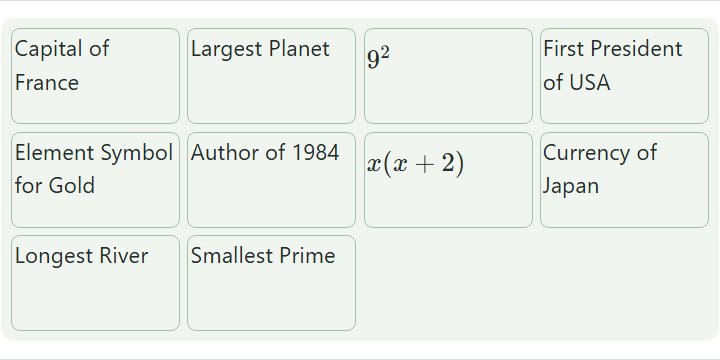 Capital of
France
Largest Planet
9²
First President
of USA
Element Symbol
for Gold
Author of 1984
x(x + 2)
Currency of
Japan
Longest River
Smallest Prime